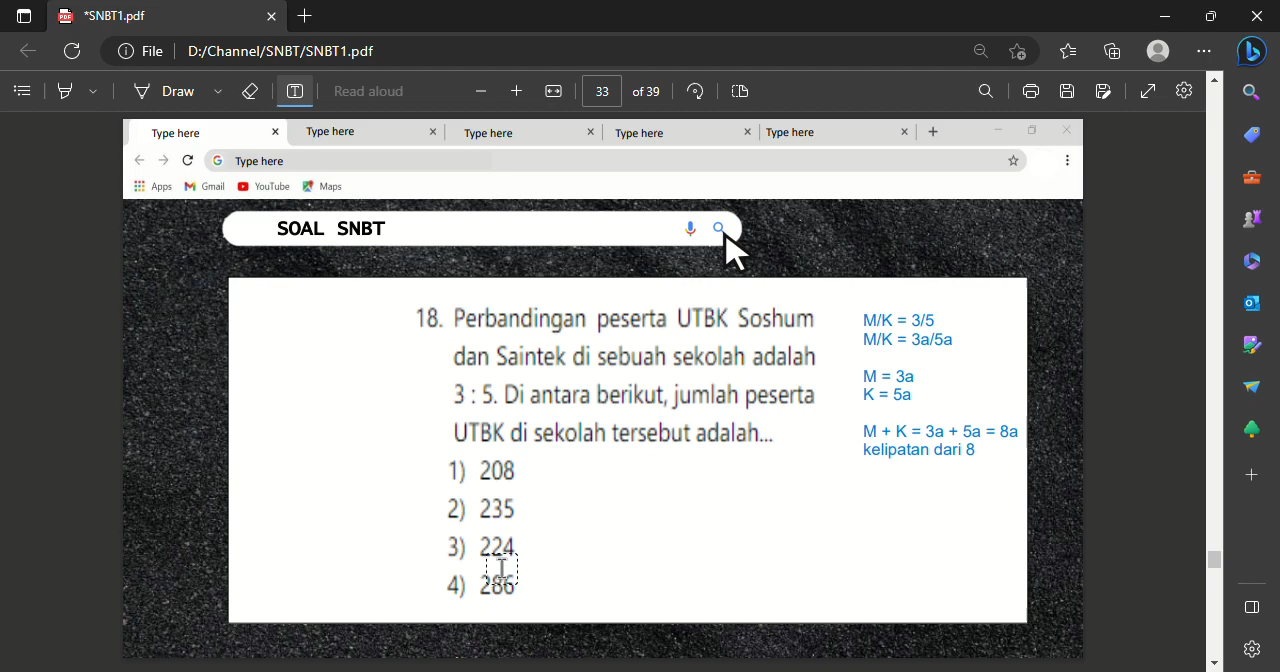 *SNBT1.pdf
File D:/Channel/SNBT/SNBT1.pdf
Draw Read aloud 33 of 39
Type here Type here Type here Type here Type here
Type here
Apps Gmail YouTube Maps
SOAL SNBT
18. Perbandingan peserta UTBK Soshum
dan Saintek di sebuah sekolah adalah
3 : 5. Di antara berikut, jumlah peserta
UTBK di sekolah tersebut adalah...
1) 208
2) 235
3) 224
4) 286
M/K = 3/5
M/K = 3a/5a
M = 3a
K = 5a
M + K = 3a + 5a = 8a
kelipatan dari 8